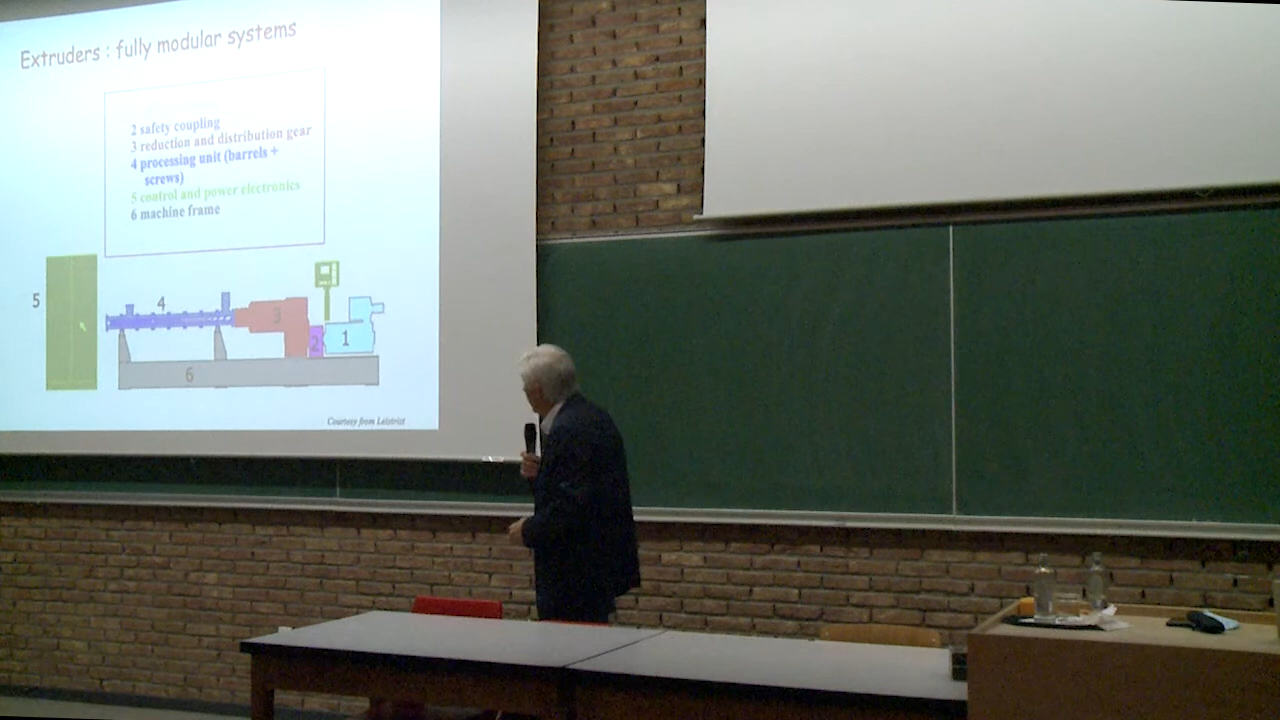 Extruders : fully modular systems
2 safety coupling
3 reduction and distribution gear
4 processing unit (barrels +
screws)
5 control and power electronics
6 machine frame
5
4
3
2
1
6
Courtesy from Leistritz